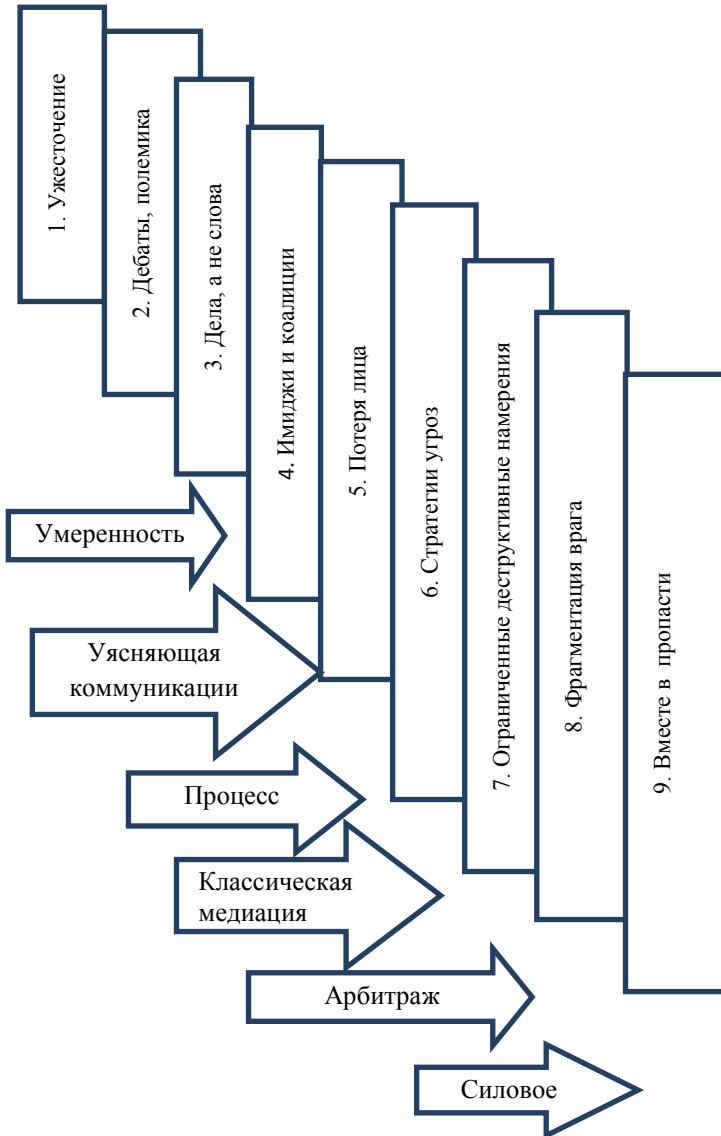 1. Ужесточение
2. Дебаты, полемика
3. Дела, а не слова
4. Имиджи и коалиции
5. Потеря лица
6. Стратегии угроз
7. Ограниченные деструктивные намерения
8. Фрагментация врага
9. Вместе в пропасти
Умеренность
Уясняющая
коммуникации
Процесс
Классическая
медиация
Арбитраж
Силовое